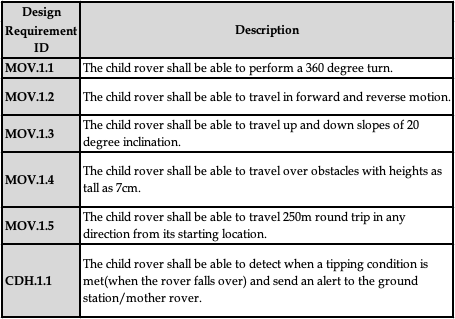 Design
Requirement
ID
Description
MOV.1.1
The child rover shall be able to perform a 360 degree turn.
MOV.1.2
The child rover shall be able to travel in forward and reverse motion.
MOV.1.3
The child rover shall be able to travel up and down slopes of 20
degree inclination.
MOV.1.4
The child rover shall be able to travel over obstacles with heights as
tall as 7cm.
MOV.1.5
The child rover shall be able to travel 250m round trip in any
direction from its starting location.
CDH.1.1
The child rover shall be able to detect when a tipping condition is
met(when the rover falls over) and send an alert to the ground
station/mother rover.